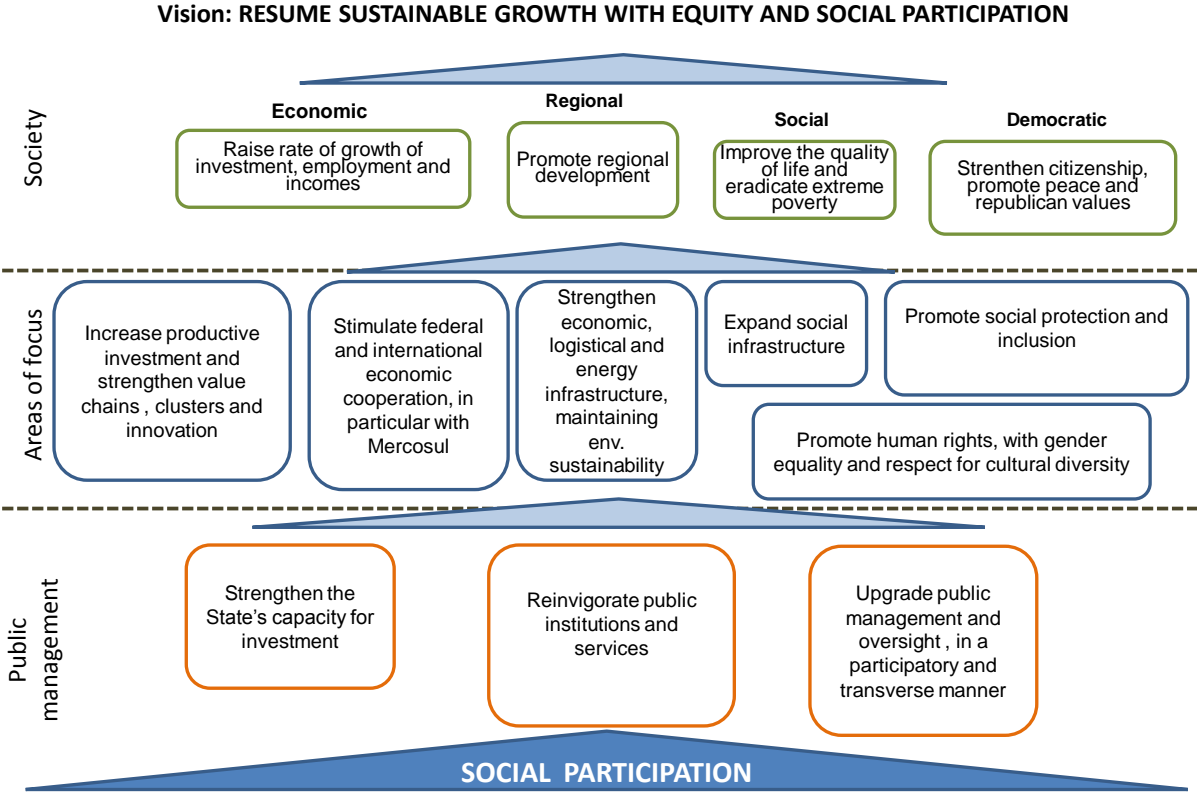 Vision: RESUME SUSTAINABLE GROWTH WITH EQUITY AND SOCIAL PARTICIPATION
Society
Economic
Raise rate of growth of
investment, employment and
incomes
Regional
Promote regional
development
Social
Improve the quality
of life and
eradicate extreme
poverty
Democratic
Strenthen citizenship,
promote peace and
republican values
Areas of focus
Increase productive
investment and
strengthen value
chains , clusters and
innovation
Stimulate federal
and international
economic
cooperation, in
particular with
Mercosul
Strengthen
economic,
logistical and
energy
infrastructure,
maintaining
env.
sustainability
Expand social
infrastructure
Promote social protection and
inclusion
Promote human rights, with gender
equality and respect for cultural diversity
Public
management
Strengthen the
State’s capacity for
investment
Reinvigorate public
institutions and
services
Upgrade public
management and
oversight , in a
participatory and
transverse manner
SOCIAL PARTICIPATION